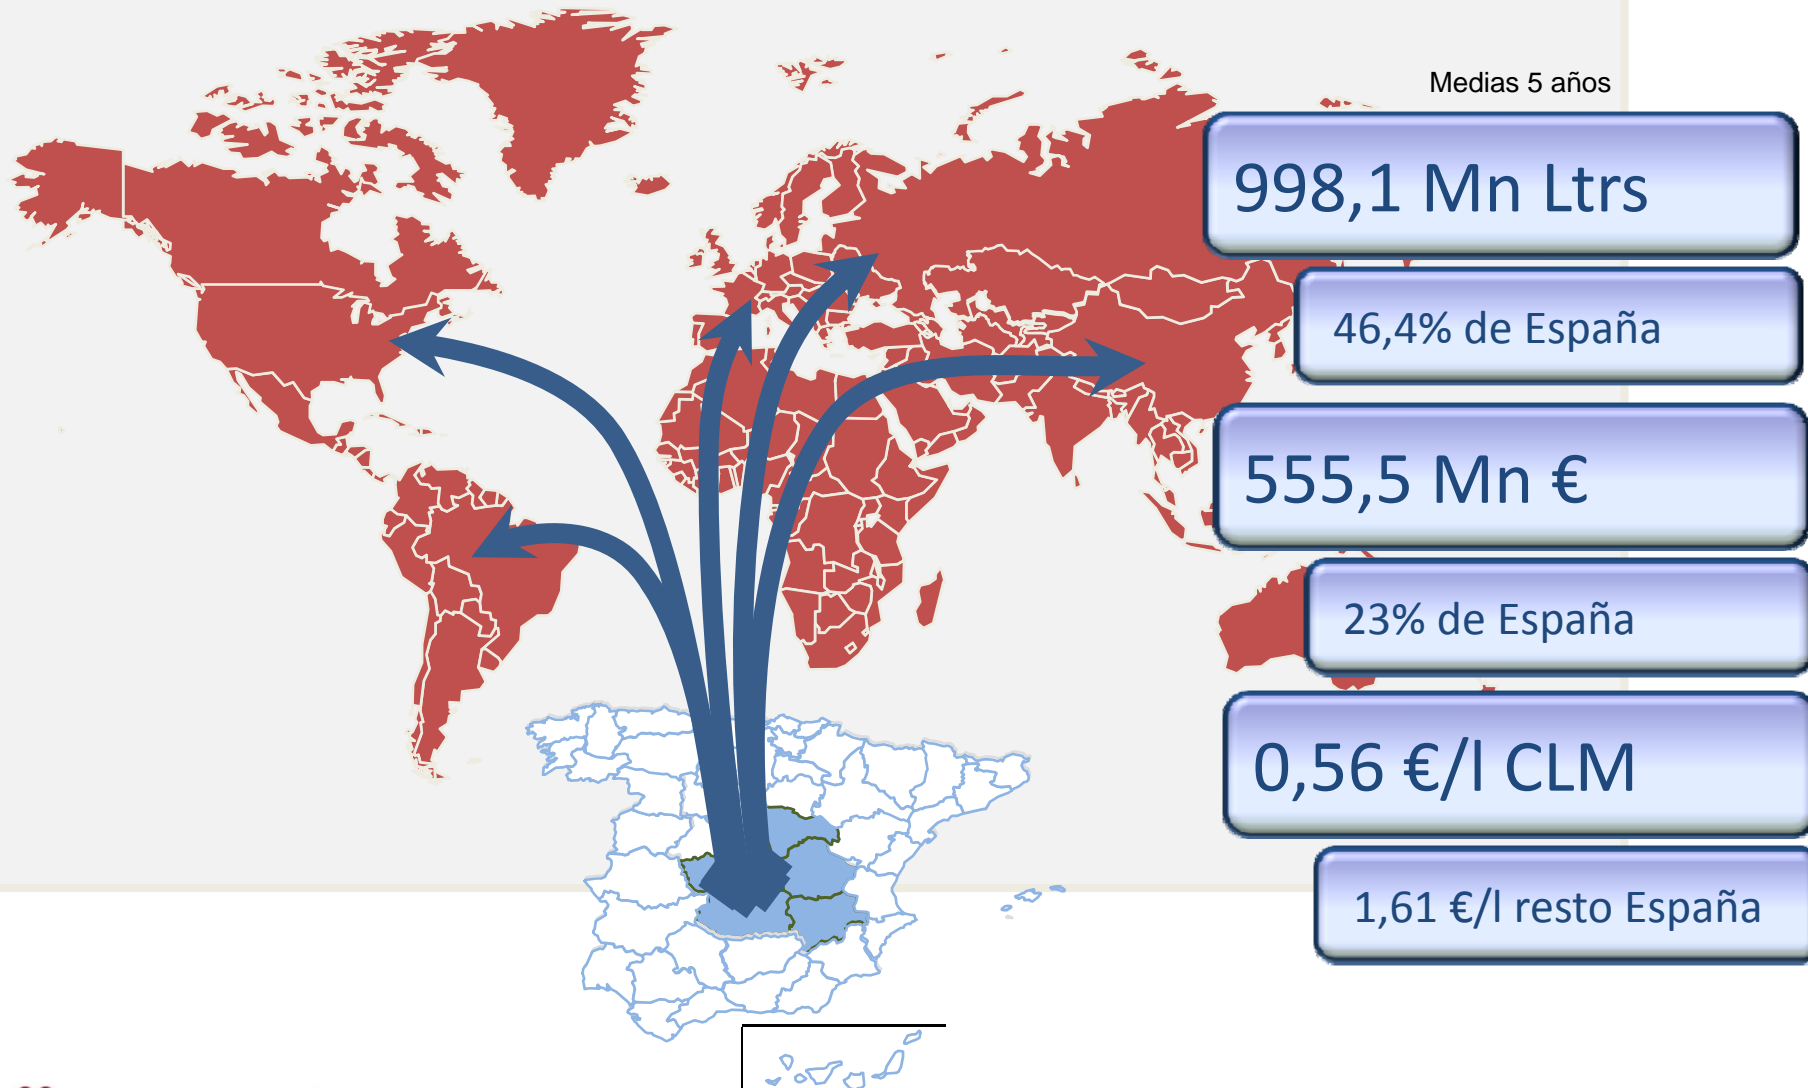 Medias 5 años
998,1 Mn Ltrs
46,4% de España
555,5 Mn €
23% de España
0,56 €/l CLM
1,61 €/l resto España